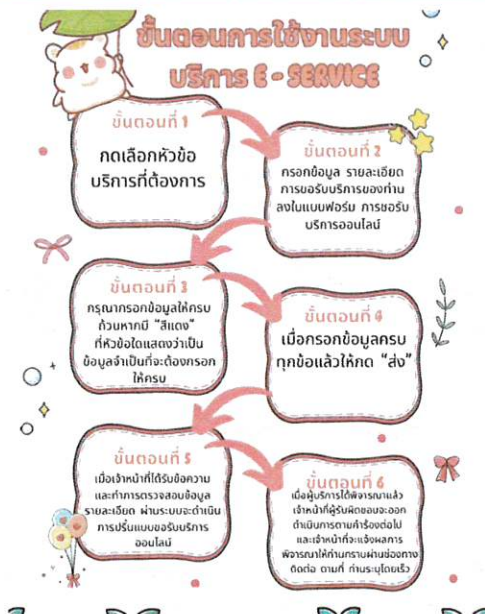 ขั้นตอนการใช้งานระบบ
บริการ E - SERVICE
ขั้นตอนที่ 1
กดเลือกหัวข้อ
บริการที่ต้องการ
ขั้นตอนที่ 2
กรอกข้อมูล รายละเอียด
การขอรับบริการของท่าน
ลงในแบบฟอร์ม การขอรับ
บริการออนไลน์
ขั้นตอนที่ 3
กรุณากรอกข้อมูลให้ครบ
ถ้วนหากมี “สีแดง”
ที่หัวข้อใดแสดงว่าเป็น
ข้อมูลจำเป็นที่จะต้องกรอก
ให้ครบ
ขั้นตอนที่ 4
เมื่อกรอกข้อมูลครบ
ทุกข้อแล้วให้กด “ส่ง”
ขั้นตอนที่ 5
เมื่อเจ้าหน้าที่ได้รับข้อความ
และทำการตรวจสอบข้อมูล
รายละเอียด ผ่านระบบจะดำเนิน
การปริ้นแบบขอรับบริการ
ออนไลน์
ขั้นตอนที่ 6
เมื่อผู้บริการได้พิจารณาแล้ว
เจ้าหน้าที่ผู้รับผิดชอบจะออก
ดำเนินการตามคำร้องต่อไป
และเจ้าหน้าที่จะแจ้งผลการ
พิจารณาให้ท่านทราบผ่านช่องทาง
ติดต่อ ตามที่ ท่านระบุโดยเร็ว